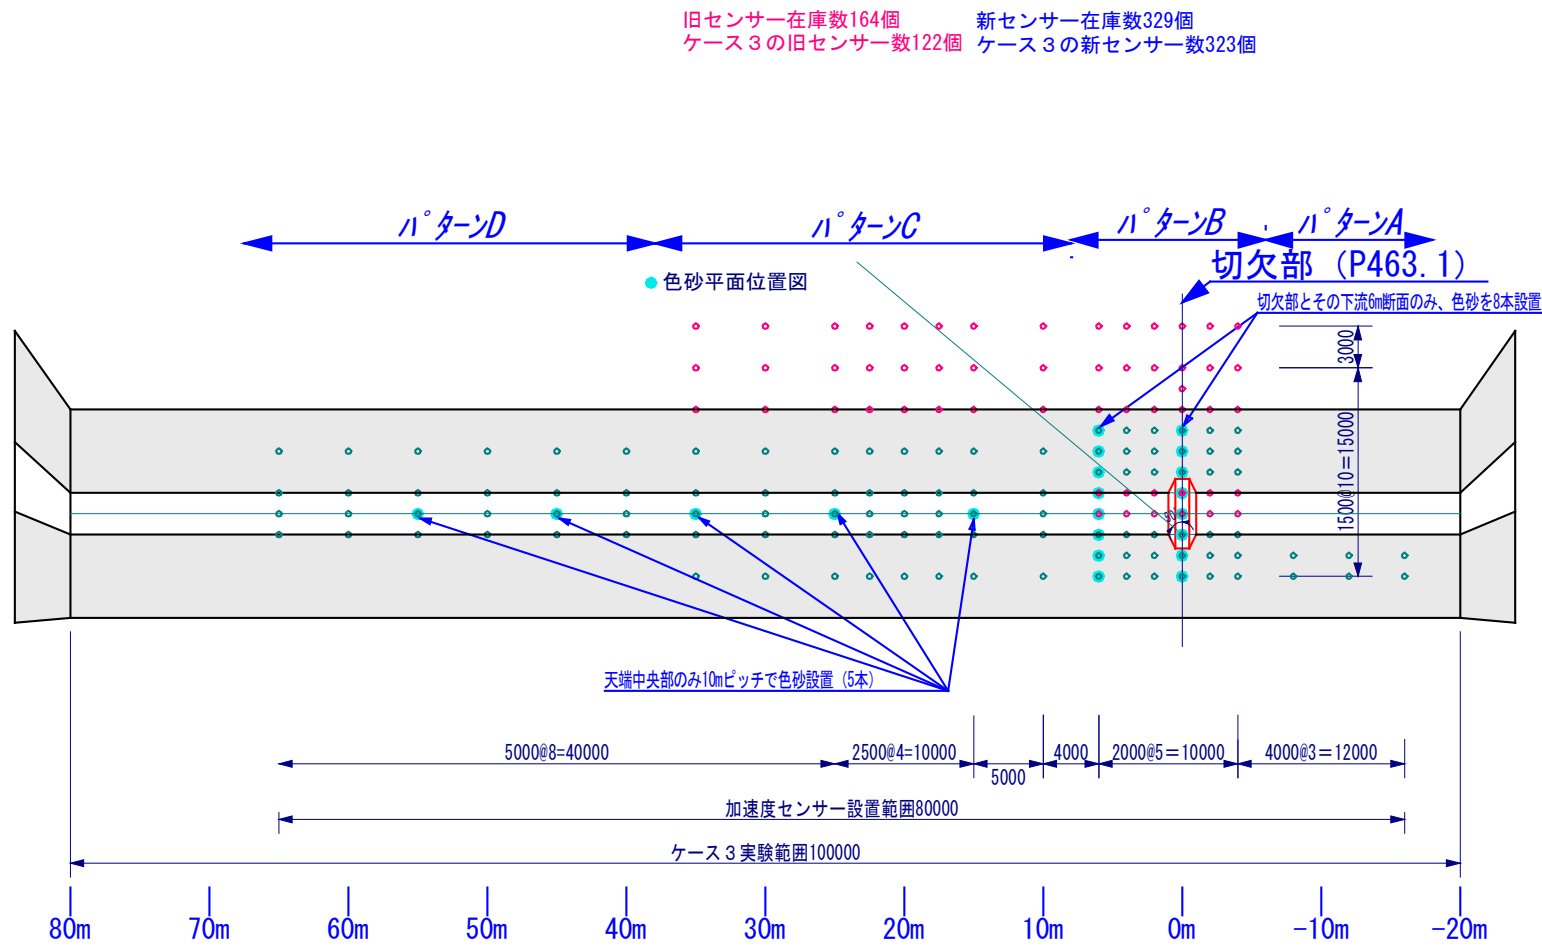 旧センサー在庫数164個
新センサー在庫数329個
ケース３の旧センサー数122個
ケース３の新センサー数323個
パターンD
パターンC
パターンB
パターンA
切欠部（P463.1）
色砂平面位置図
切欠部とその下流6m断面のみ、色砂を8本設置
3000
1500@10＝15000
天端中央部のみ10mピッチで色砂設置（5本）
5000@8=40000
2500@4=10000
5000
4000
2000@5＝10000
4000@3＝12000
加速度センサー設置範囲80000
ケース３実験範囲100000
80m
70m
60m
50m
40m
30m
20m
10m
0m
−10m
−20m